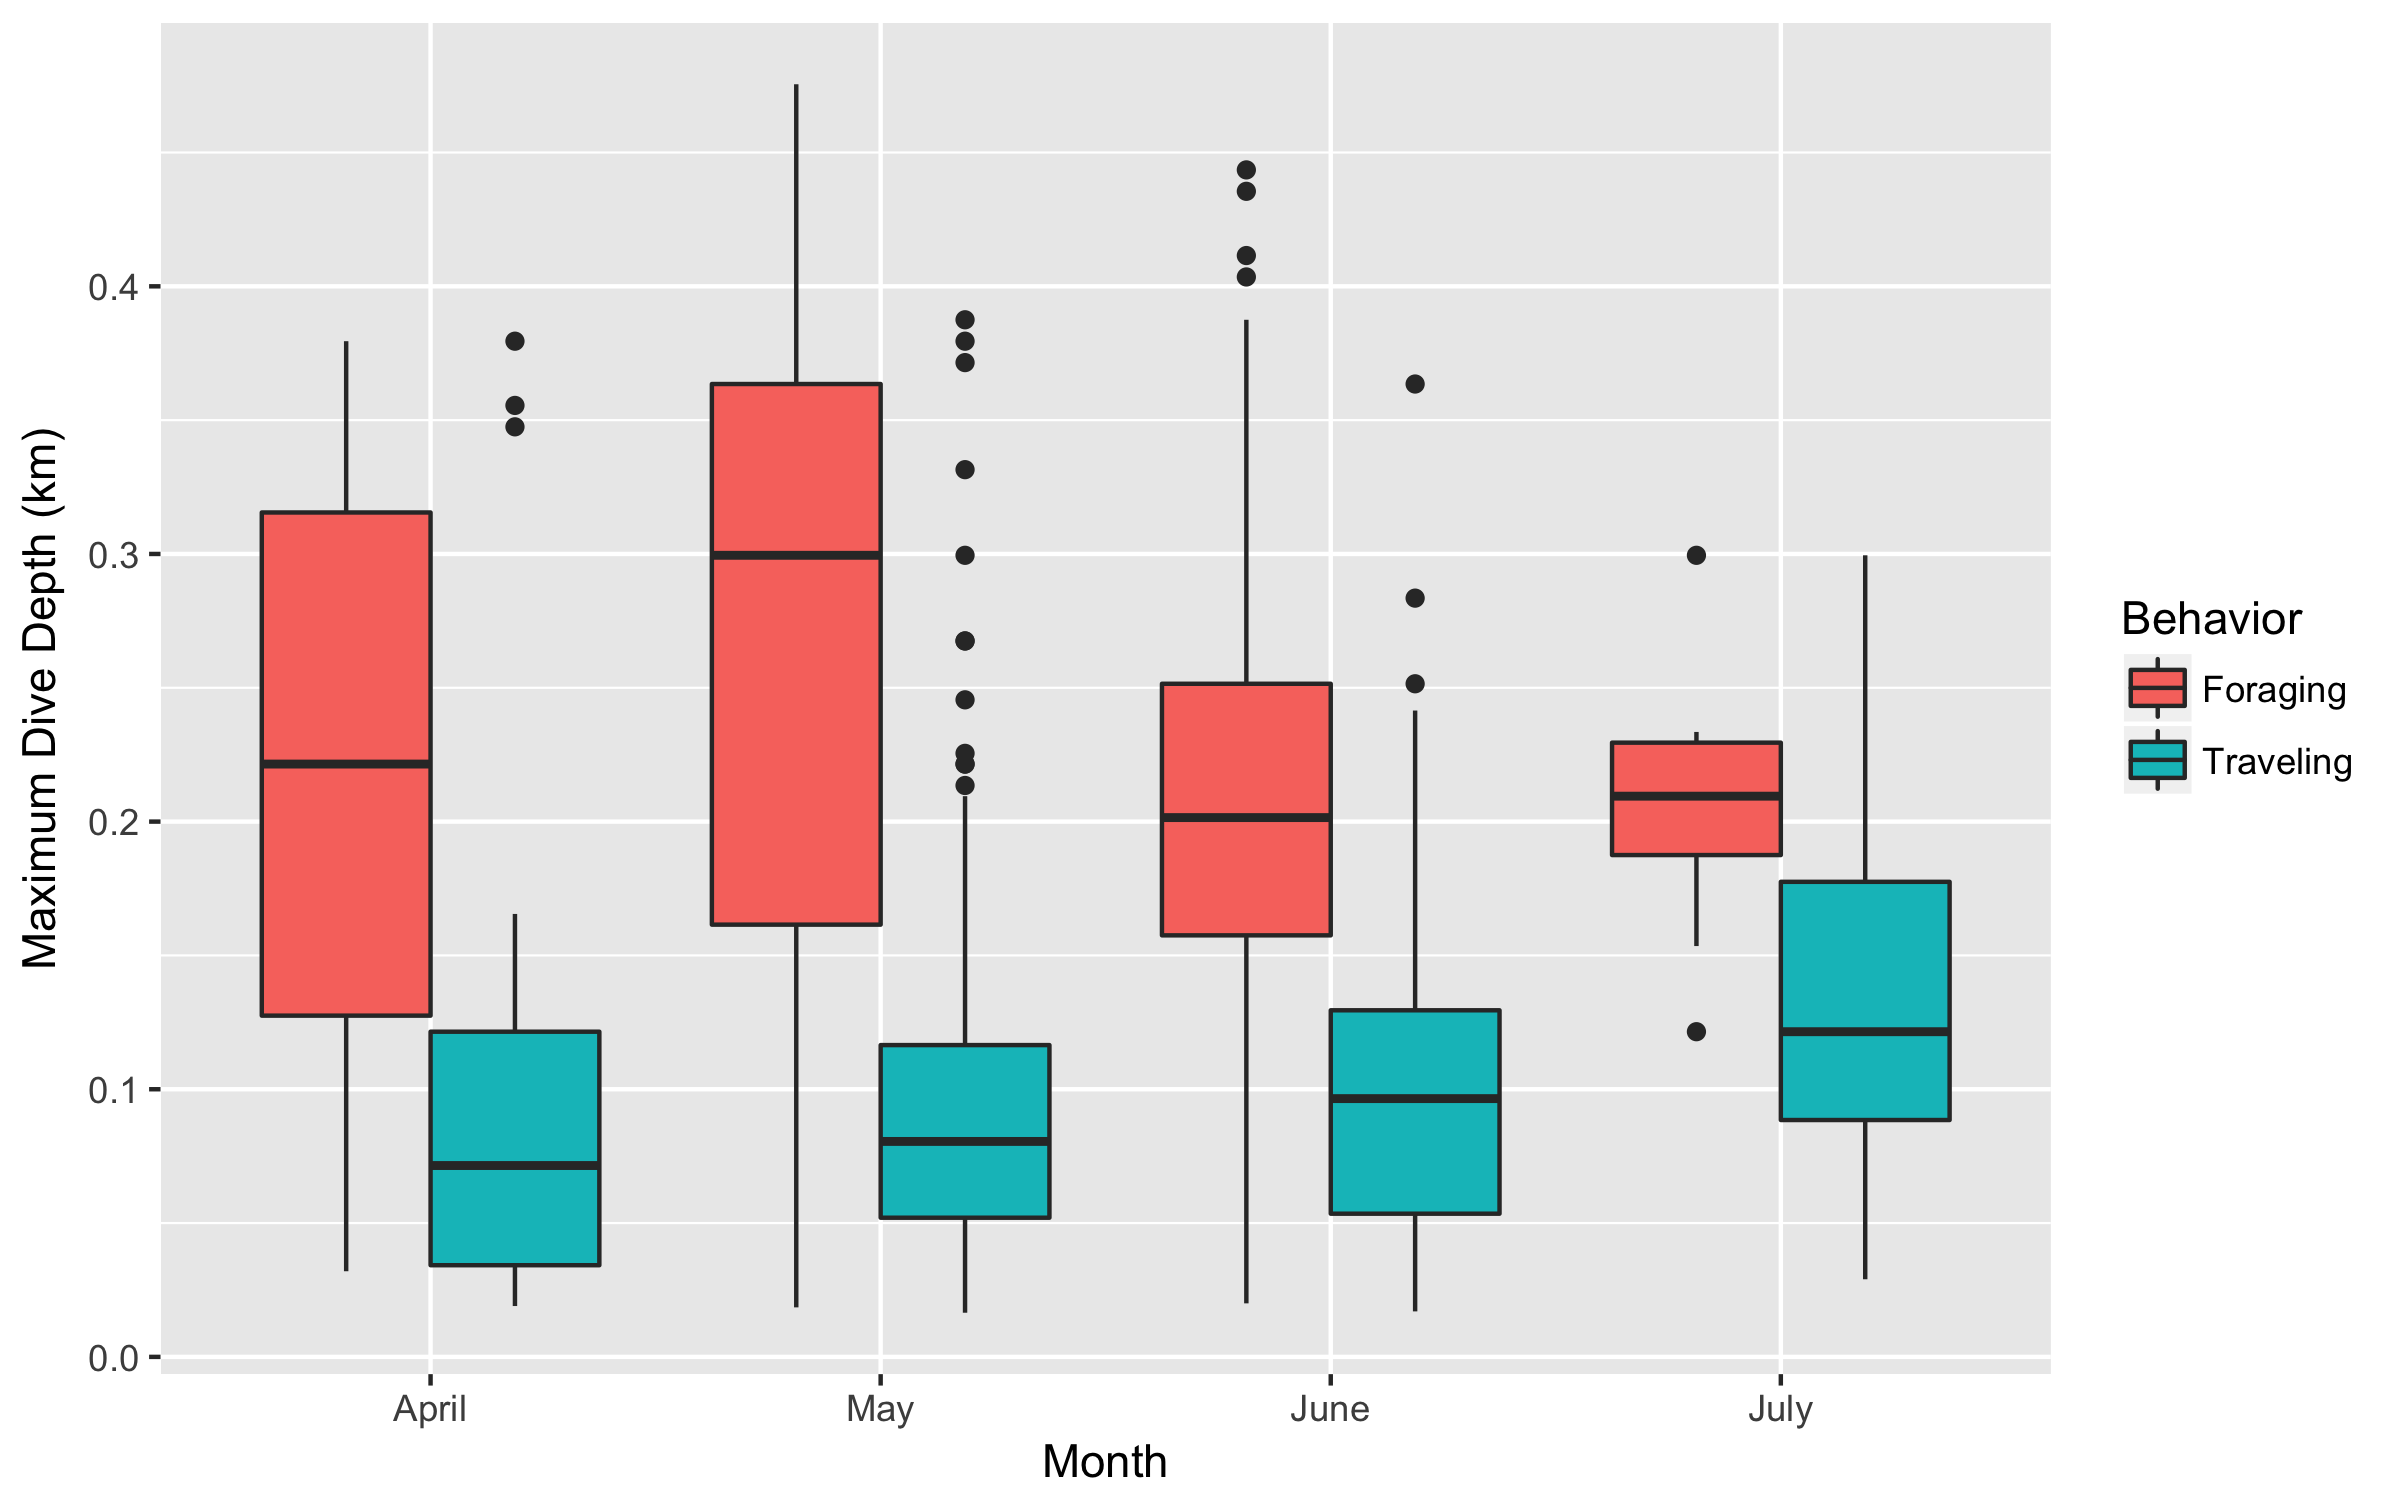 Maximum Dive Depth (km)
0.4
0.3
0.2
0.1
0.0
April May June July
Month
Behavior
Foraging
Traveling